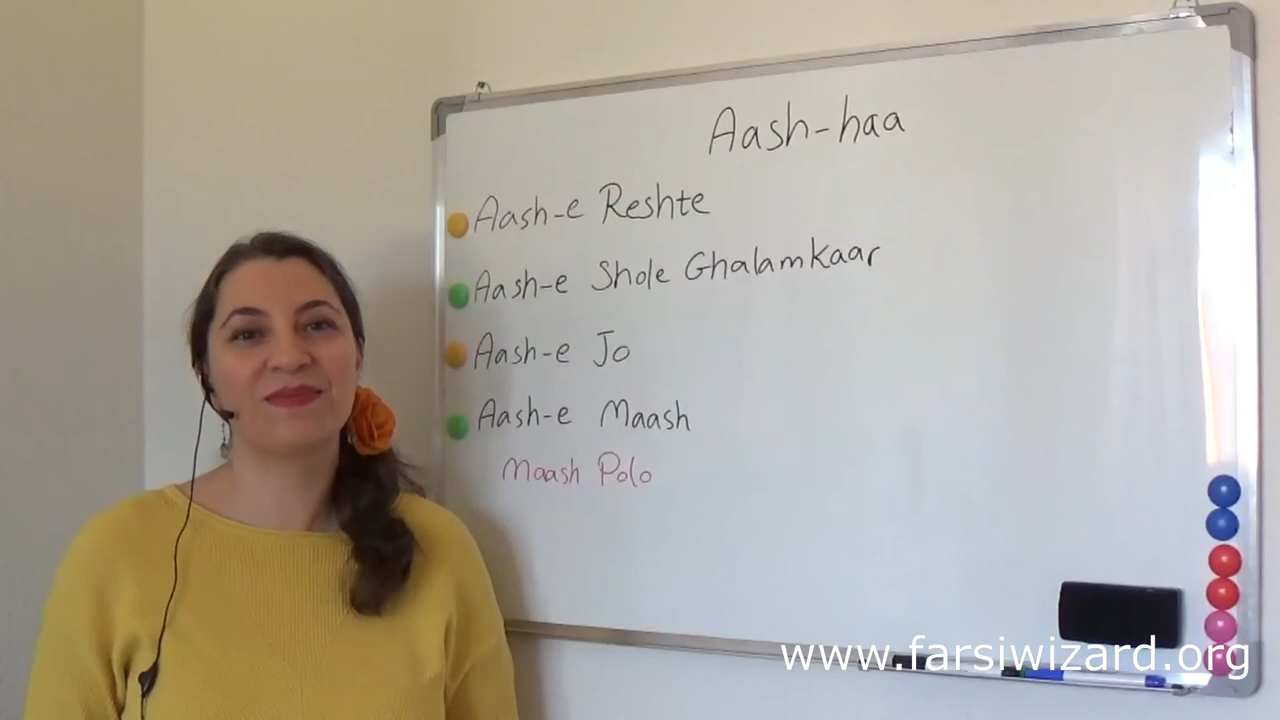 Aash-haa
Aash-e Reshte
Aash-e Shole Ghalamkaar
Aash-e Jo
Aash-e Maash
Maash Polo
www.farsiwizard.org